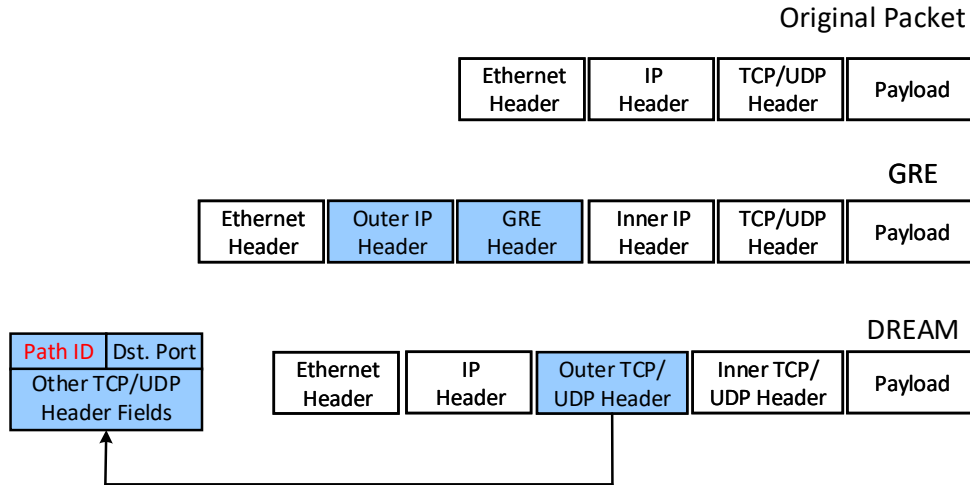 Original Packet
Ethernet Header
IP Header
TCP/UDP Header
Payload
GRE
Ethernet Header
Outer IP Header
GRE Header
Inner IP Header
TCP/UDP Header
Payload
DREAM
Path ID
Dst. Port
Other TCP/UDP
Header Fields
Ethernet Header
IP Header
Outer TCP/
UDP Header
Inner TCP/
UDP Header
Payload